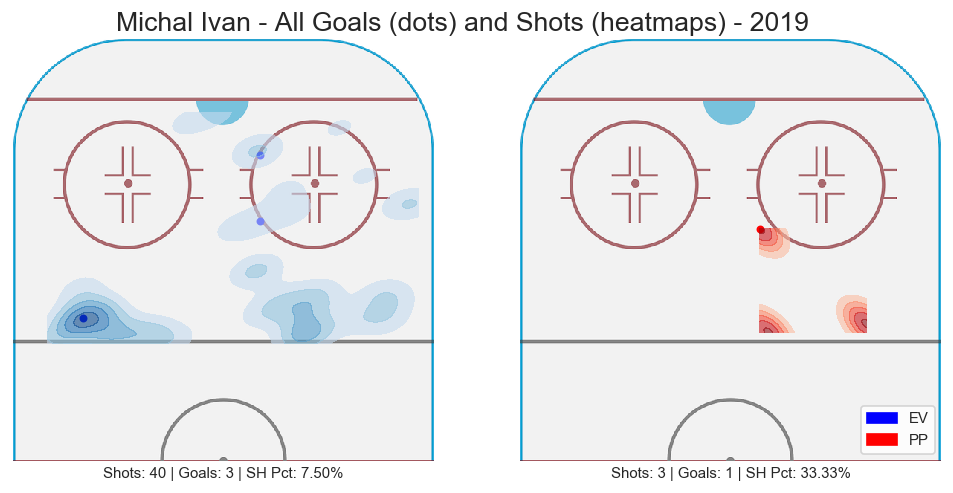 Michal Ivan - All Goals (dots) and Shots (heatmaps) - 2019
EV
PP
Shots: 40 | Goals: 3 | SH Pct: 7.50%
Shots: 3 | Goals: 1 | SH Pct: 33.33%